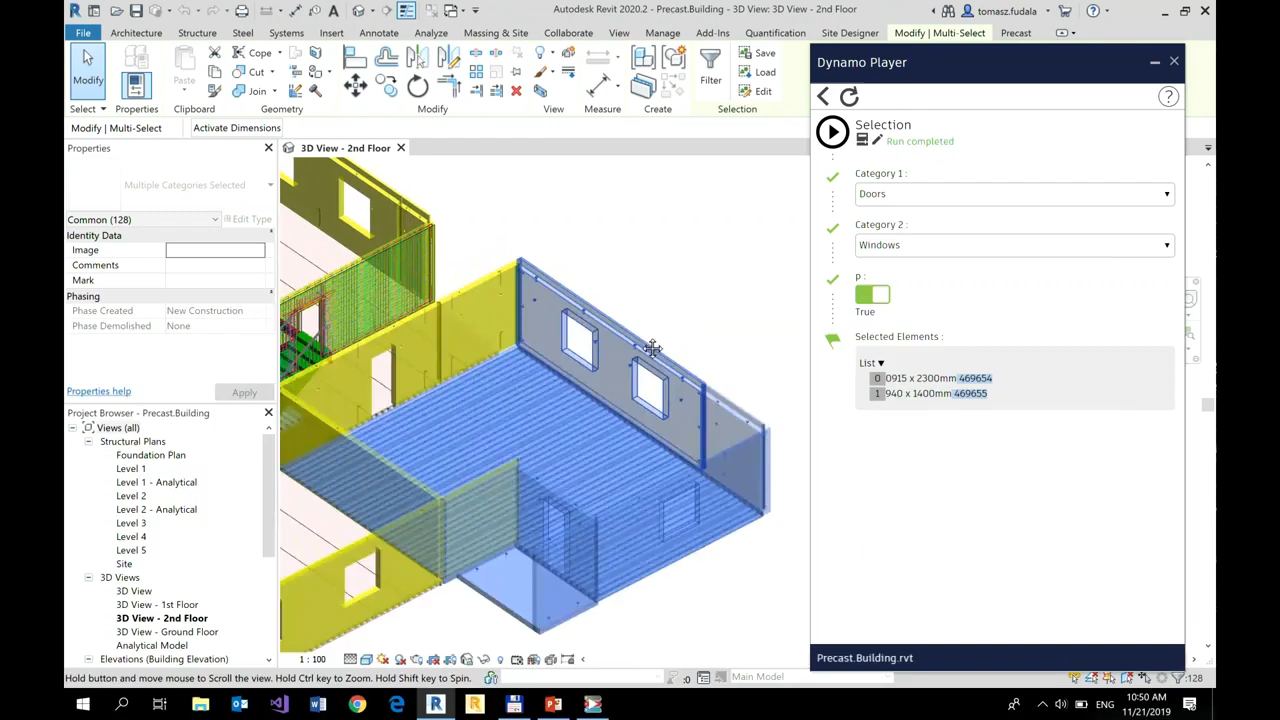 Autodesk Revit 2020.2 - Precast.Building - 3D View: 3D View - 2nd Floor
tomasz.fudala
File
Architecture
Structure
Steel
Systems
Insert
Annotate
Analyze
Massing & Site
Collaborate
View
Manage
Add-Ins
Quantification
Site Designer
Modify | Multi-Select
Precast
Modify
Paste
Cope
Cut
Join
Filter
Save
Load
Edit
Select
Properties
Clipboard
Geometry
Modify
View
Measure
Create
Selection
Modify | Multi-Select
Activate Dimensions
Properties
Multiple Categories Selected
Common (128)
Edit Type
Identity Data
Image
Comments
Mark
Phasing
Phase Created New Construction
Phase Demolished None
Properties help
Apply
Project Browser - Precast.Building
Views (all)
Structural Plans
Foundation Plan
Level 1
Level 1 - Analytical
Level 2
Level 2 - Analytical
Level 3
Level 4
Level 5
Site
3D Views
3D View
3D View - 1st Floor
3D View - 2nd Floor
3D View - Ground Floor
Analytical Model
Elevations (Building Elevation)
3D View - 2nd Floor
1 : 100
Dynamo Player
Selection
Run completed
Category 1 :
Doors
Category 2 :
Windows
p :
True
Selected Elements :
List
0 0915 x 2300mm 469654
1 940 x 1400mm 469655
Precast.Building.rvt
Hold button and move mouse to Scroll the view. Hold Ctrl key to Zoom. Hold Shift key to Spin.
:0
Main Model
:128
ENG
10:50 AM
11/21/2019